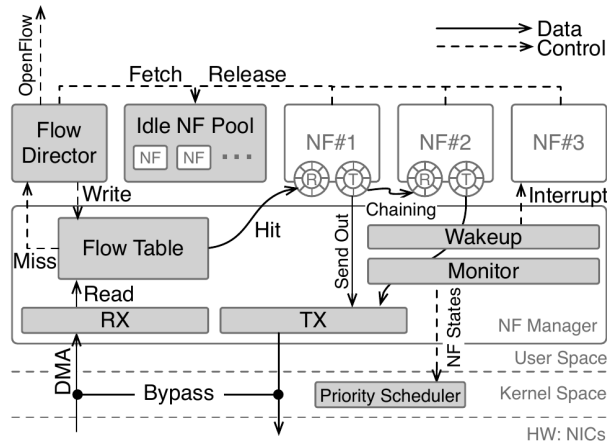 Data
Control
OpenFlow
Fetch
Release
Flow
Director
Idle NF Pool
NF
NF
NF#1
NF#2
NF#3
R
T
R
T
Write
Chaining
Interrupt
Miss
Flow Table
Hit
Send Out
Wakeup
Monitor
Read
RX
TX
NF States
NF Manager
User Space
DMA
Bypass
Priority Scheduler
Kernel Space
HW: NICs